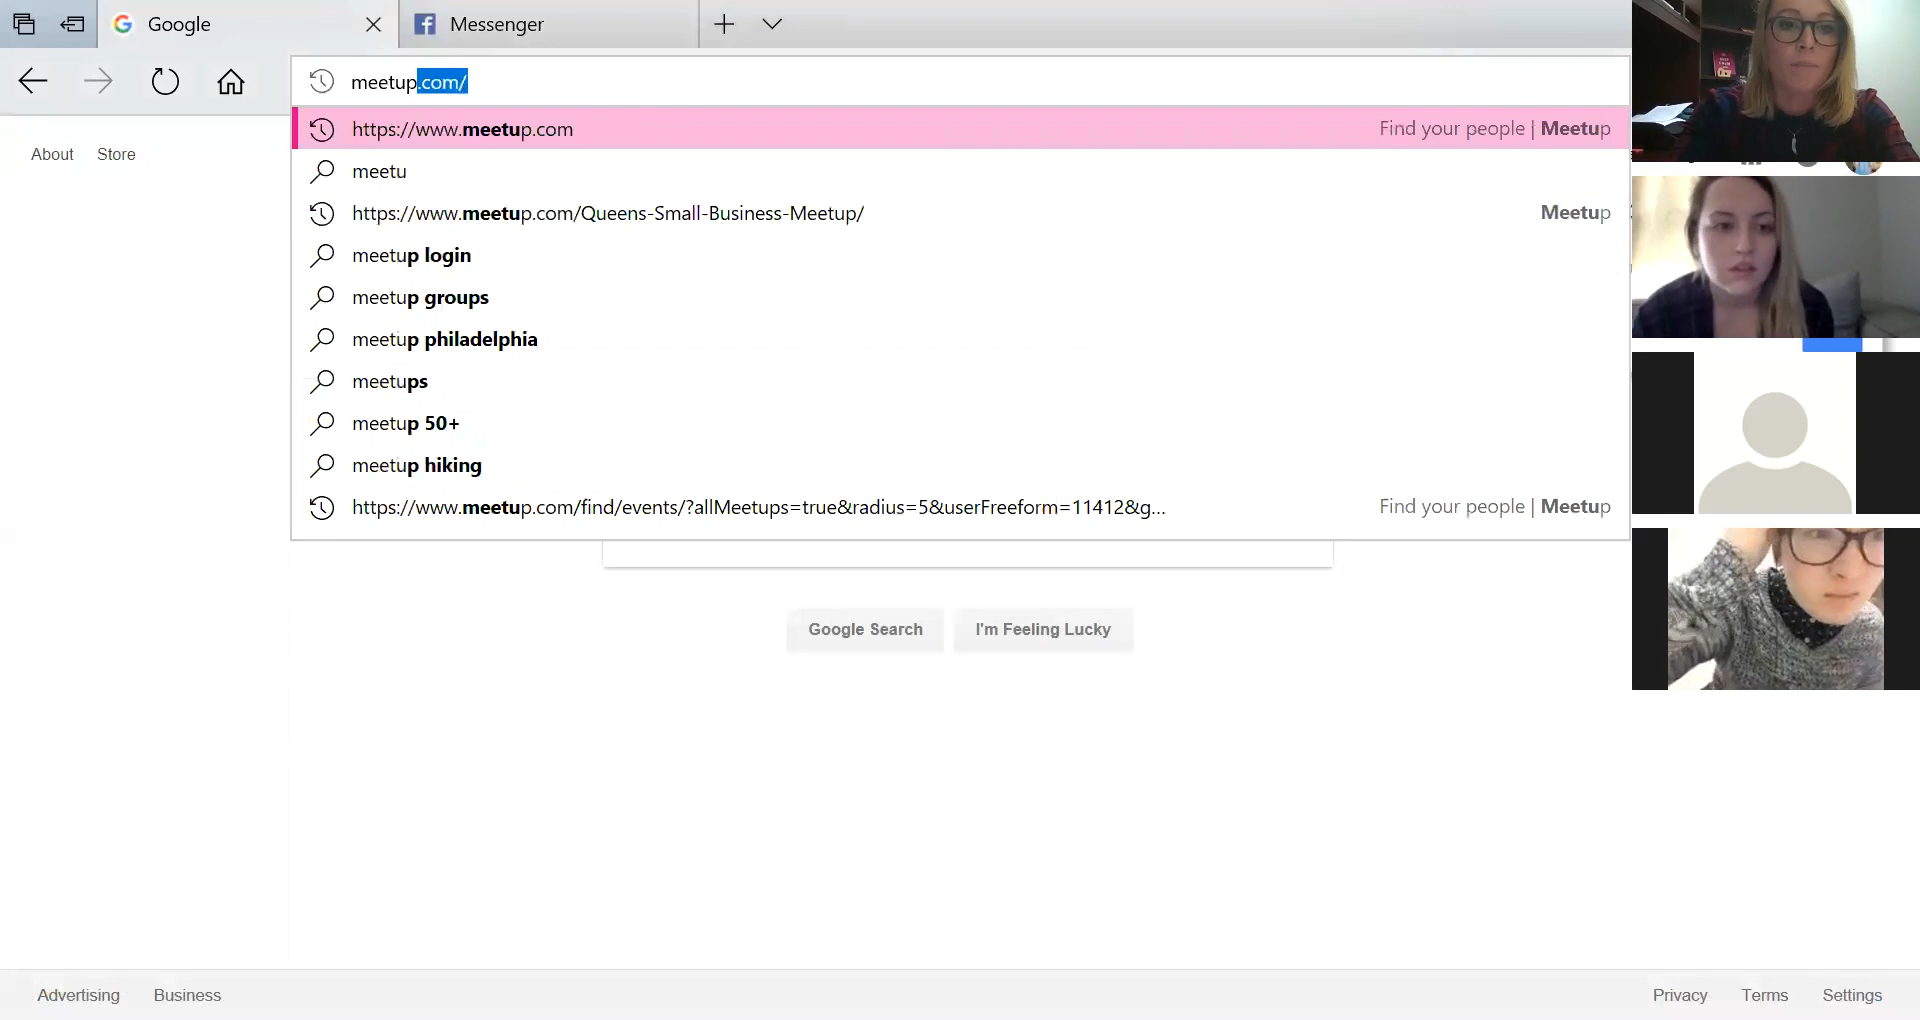 Google
Messenger
meetup.com/
https://www.meetup.com
Find your people | Meetup
meetu
https://www.meetup.com/Queens-Small-Business-Meetup/
Meetup
meetup login
meetup groups
meetup philadelphia
meetups
meetup 50+
meetup hiking
https://www.meetup.com/find/events/?allMeetups=true&radius=5&userFreeform=11412&g...
Find your people | Meetup
About
Store
Google Search
I'm Feeling Lucky
Advertising
Business
Privacy
Terms
Settings